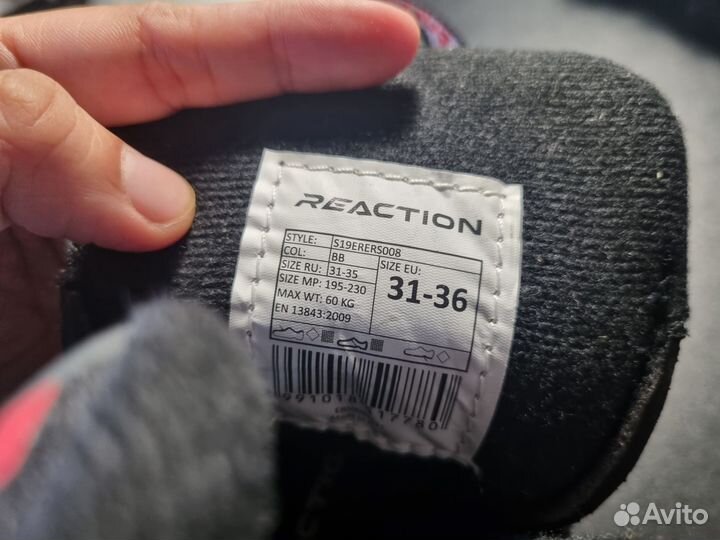 REACTION
STYLE: S19ERERS008
COL: BB
SIZE RU: 31-35
SIZE MP: 195-230
MAX WT: 60 KG
EN 13843:2009
SIZE EU:
31-36
Avito